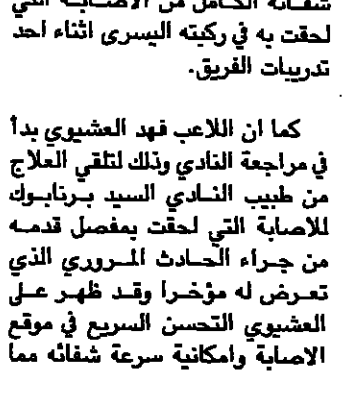 شفائه الكامل من الاصابة التي
لحقت به في ركبته اليسرى اثناء احد
تدريبات الفريق.
كما ان اللاعب فهد العشيوي بدأ
في مراجعة النادي وذلك لتلقي العلاج
من طبيب النادي السيد برنابوك
للاصابة التي لحقت بمفصل قدمه
من جراء الحادث المروري الذي
تعرض له مؤخرا وقد ظهر على
العشيوي التحسن السريع في موقع
الاصابة وامكانية سرعة شفائه مما